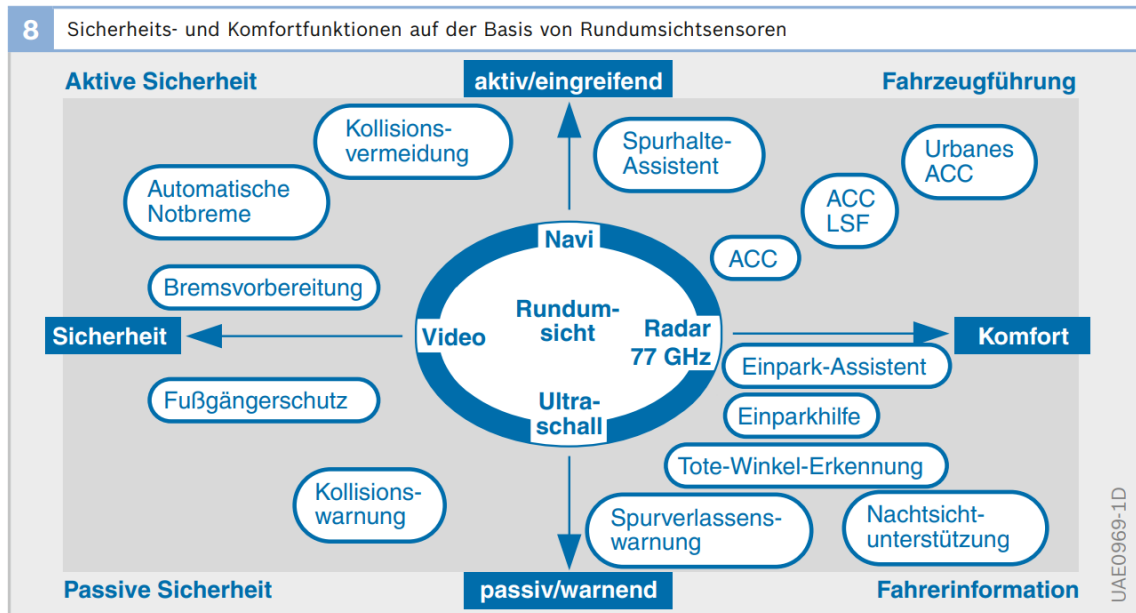 8 Sicherheits- und Komfortfunktionen auf der Basis von Rundumsichtsensoren
Aktive Sicherheit
aktiv/eingreifend
Fahrzeugführung
Kollisions-
vermeidung
Spurhalte-
Assistent
Urbanes
ACC
Automatische
Notbreme
ACC
LSF
Navi
ACC
Bremsvorbereitung
Sicherheit
Video
Rundum-
sicht
Radar
77 GHz
Komfort
Einpark-Assistent
Fußgängerschutz
Ultra-
schall
Einparkhilfe
Tote-Winkel-Erkennung
Kollisions-
warnung
Spurverlassens-
warnung
Nachtsicht-
unterstützung
Passive Sicherheit
passiv/warnend
Fahrerinformation
UAE0969-1D